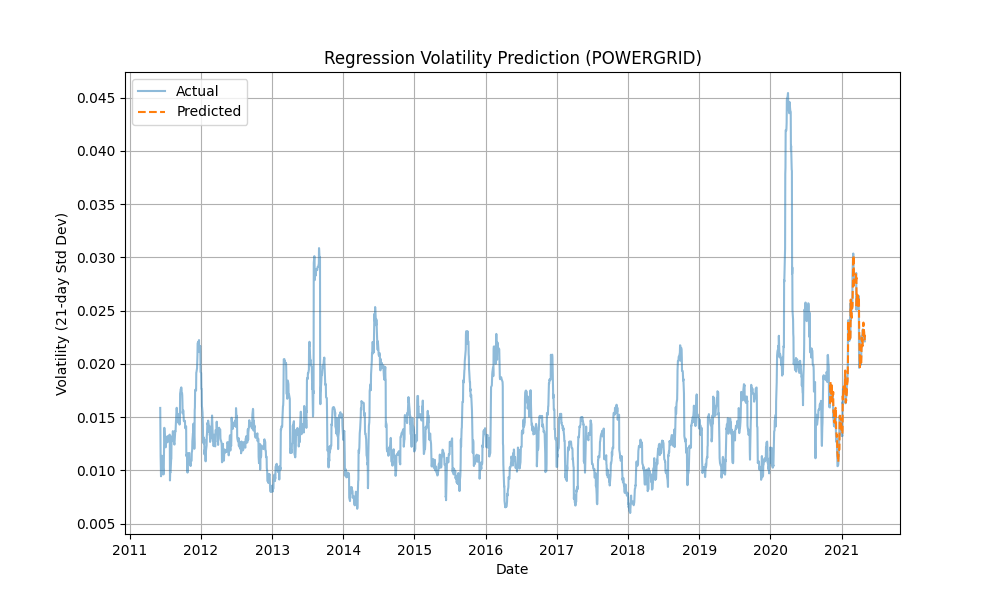 Regression Volatility Prediction (POWERGRID)
Actual
Predicted
Volatility (21-day Std Dev)
0.045
0.040
0.035
0.030
0.025
0.020
0.015
0.010
0.005
2011 2012 2013 2014 2015 2016 2017 2018 2019 2020 2021
Date